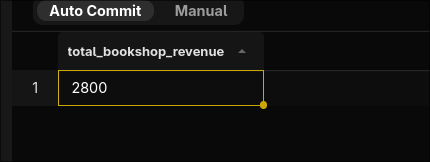 Auto Commit Manual
total_bookshop_revenue
1 2800